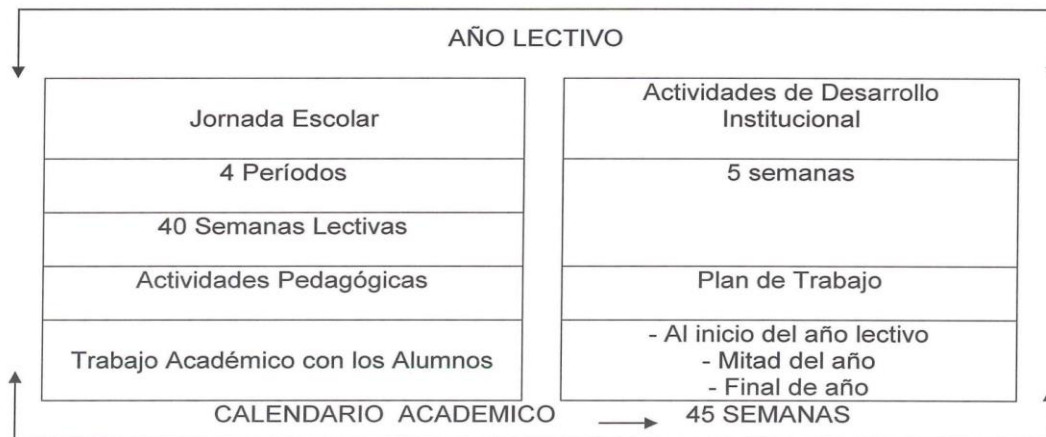 AÑO LECTIVO
Jornada Escolar
4 Períodos
40 Semanas Lectivas
Actividades Pedagógicas
Trabajo Académico con los Alumnos
Actividades de Desarrollo
Institucional
5 semanas
Plan de Trabajo
- Al inicio del año lectivo
- Mitad del año
- Final de año
CALENDARIO ACADEMICO → 45 SEMANAS